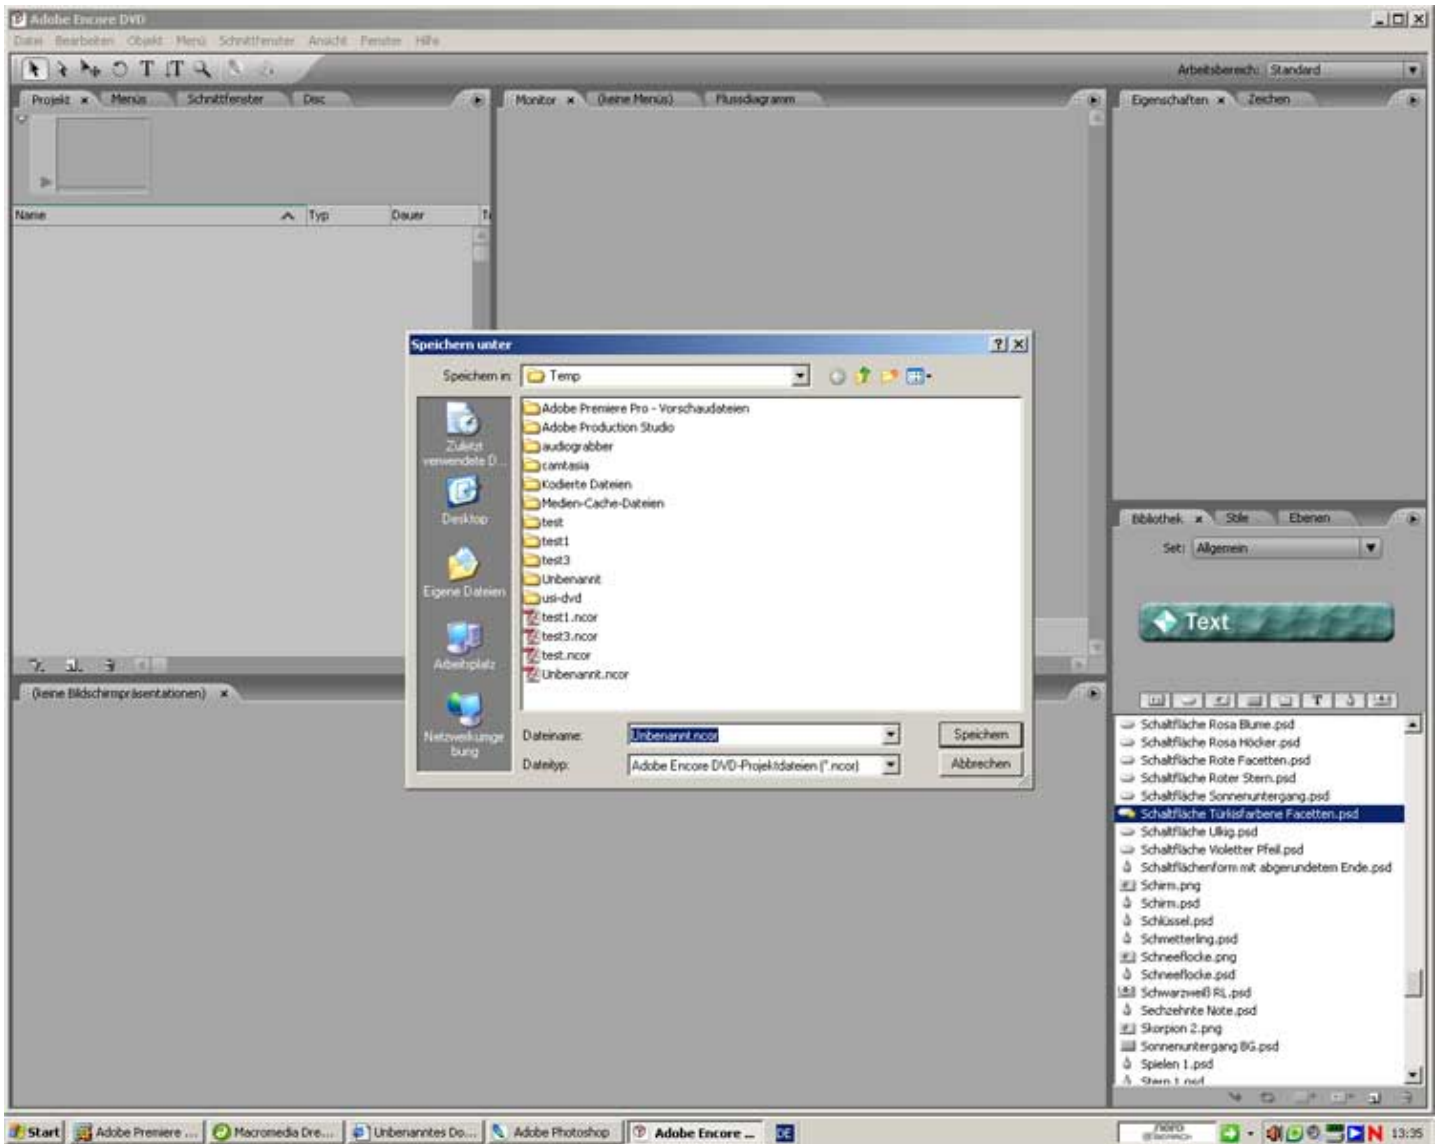 Adobe Encore DVD
Datei Bearbeiten Objekt Menü Schnittfenster Ansicht Fenster Hilfe
Arbeitsbereich: Standard
Projekt Menüs Schnittfenster Disc
Monitor (keine Menüs) Flussdiagramm
Eigenschaften Zeichen
Name Typ Dauer
Speichern unter
Speichern in: Temp
Zuletzt verwendete D...
Desktop
Eigene Dateien
Arbeitsplatz
Netzwerkumgebung
Adobe Premiere Pro - Vorschaudateien
Adobe Production Studio
audiograbber
camtasia
Kodierte Dateien
Medien-Cache-Dateien
test
test1
test3
Unbenannt
usi-dvd
test1.ncor
test3.ncor
test.ncor
Unbenannt.ncor
Dateiname: Unbenannt.ncor Speichern
Dateityp: Adobe Encore DVD-Projektdateien (*.ncor) Abbrechen
(keine Bildschirmpräsentationen)
Bibliothek Stile Ebenen
Set: Allgemein
Text
Schaltfläche Rosa Blume.psd
Schaltfläche Rosa Höcker.psd
Schaltfläche Rote Facetten.psd
Schaltfläche Roter Stern.psd
Schaltfläche Sonnenuntergang.psd
Schaltfläche Türkisfarbene Facetten.psd
Schaltfläche Ulkig.psd
Schaltfläche Violetter Pfeil.psd
Schaltflächenform mit abgerundetem Ende.psd
Schirm.png
Schirm.psd
Schlüssel.psd
Schmetterling.psd
Schneeflocke.png
Schneeflocke.psd
Schwarzweiß RL.psd
Sechzehnte Note.psd
Skorpion 2.png
Sonnenuntergang BG.psd
Spielen 1.psd
Stern 1.psd
Start Adobe Premiere ... Macromedia Dre... Unbenanntes Do... Adobe Photoshop Adobe Encore ... DE nero 13:35